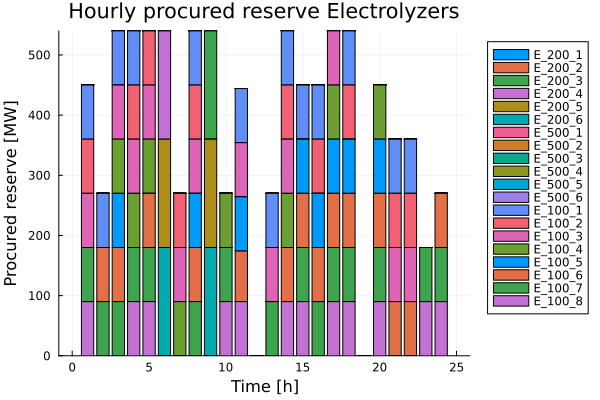 Hourly procured reserve Electrolyzers
Procured reserve [MW]
500
400
300
200
100
0
0 5 10 15 20 25
Time [h]
E_200_1
E_200_2
E_200_3
E_200_4
E_200_5
E_200_6
E_500_1
E_500_2
E_500_3
E_500_4
E_500_5
E_500_6
E_100_1
E_100_2
E_100_3
E_100_4
E_100_5
E_100_6
E_100_7
E_100_8